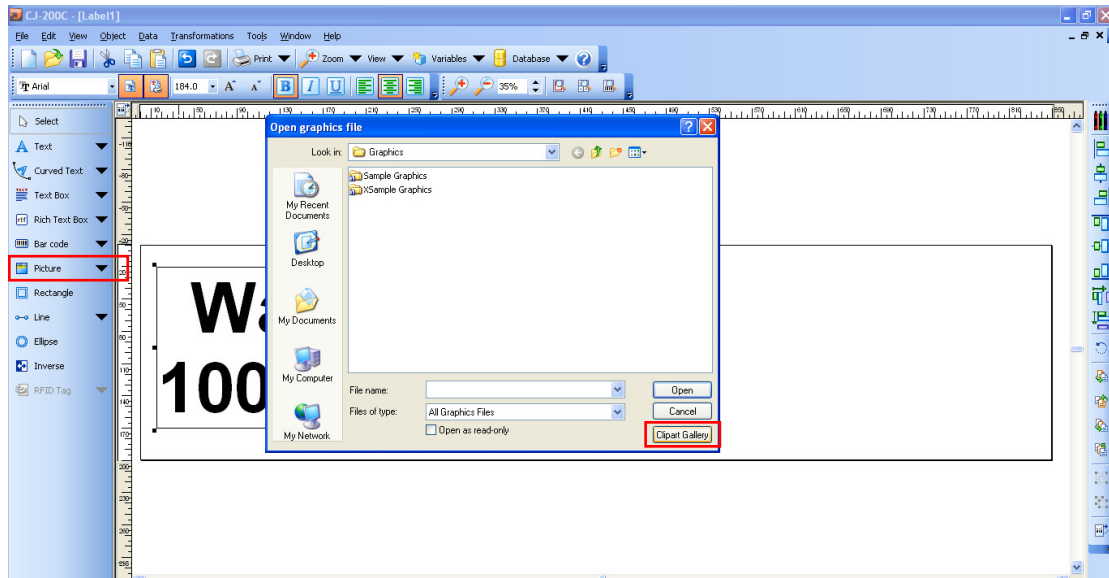 CJ-200C - [Label1]
File Edit View Object Data Transformations Tools Window Help
Print Zoom View Variables Database
Arial 184.0 A A B I U 35%
Select
Text
Curved Text
Text Box
Rich Text Box
Bar code
Picture
Rectangle
Line
Ellipse
Inverse
RFID Tag
Wa
100
Open graphics file
Look in: Graphics
Sample Graphics
XSample Graphics
My Recent
Documents
Desktop
My Documents
My Computer
My Network
File name:
Open
Files of type: All Graphics Files
Cancel
Open as read-only
Clipart Gallery